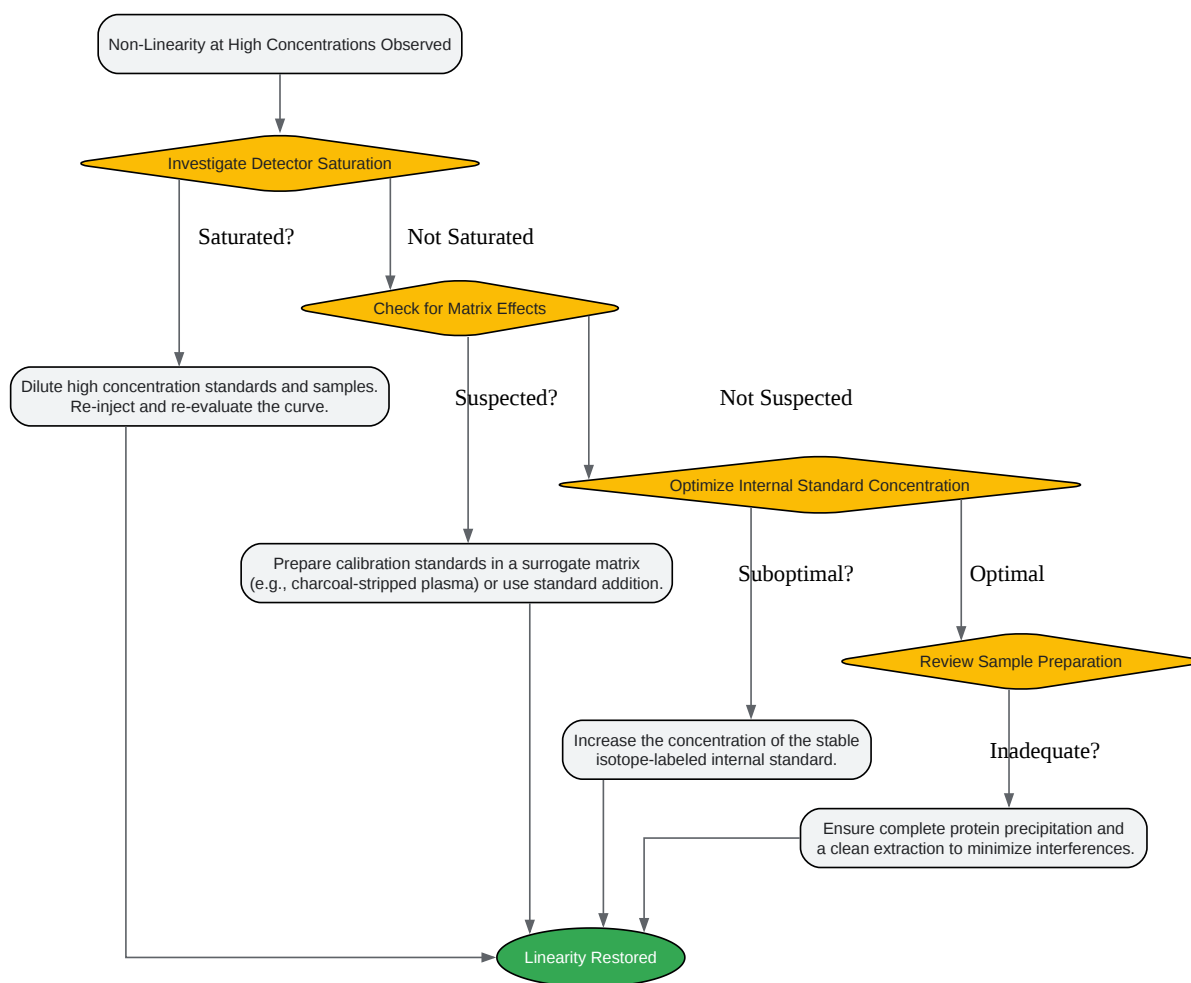 Non-Linearity at High Concentrations Observed
Investigate Detector Saturation
Saturated?
Not Saturated
Check for Matrix Effects
Dilute high concentration standards and samples.
Re-inject and re-evaluate the curve.
Suspected?
Not Suspected
Optimize Internal Standard Concentration
Prepare calibration standards in a surrogate matrix
(e.g., charcoal-stripped plasma) or use standard addition.
Suboptimal?
Optimal
Review Sample Preparation
Increase the concentration of the stable
isotope-labeled internal standard.
Inadequate?
Ensure complete protein precipitation and
a clean extraction to minimize interferences.
Linearity Restored